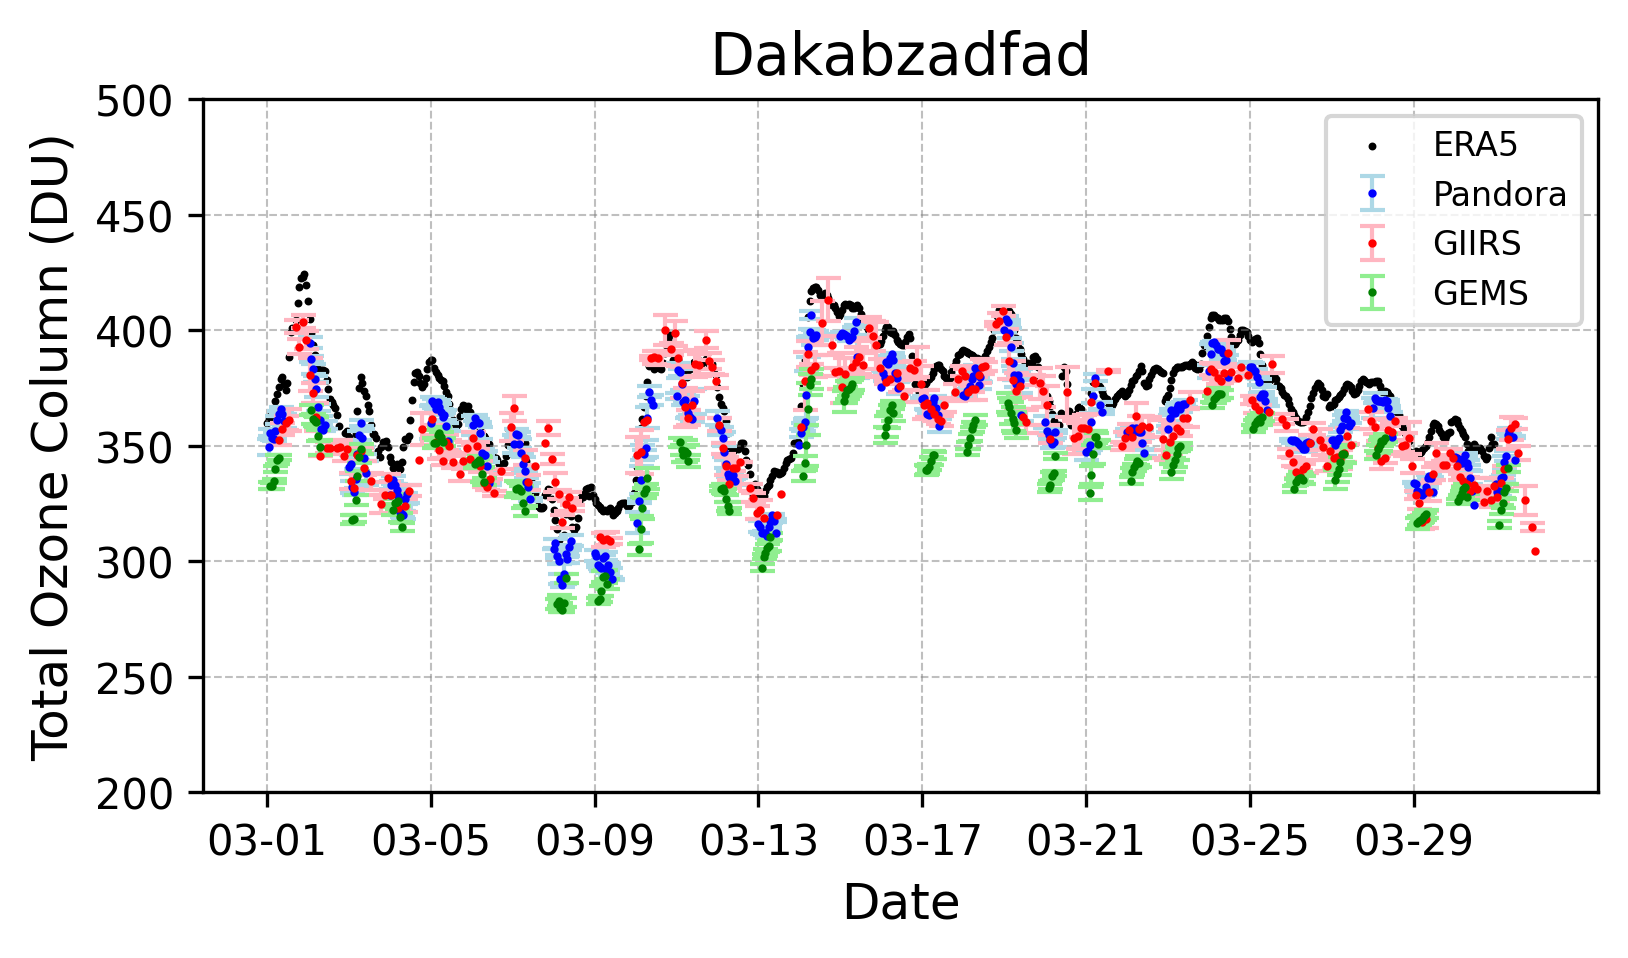 Dakabzadfad
Total Ozone Column (DU)
500
450
400
350
300
250
200
ERA5
Pandora
GIIRS
GEMS
03-01 03-05 03-09 03-13 03-17 03-21 03-25 03-29
Date